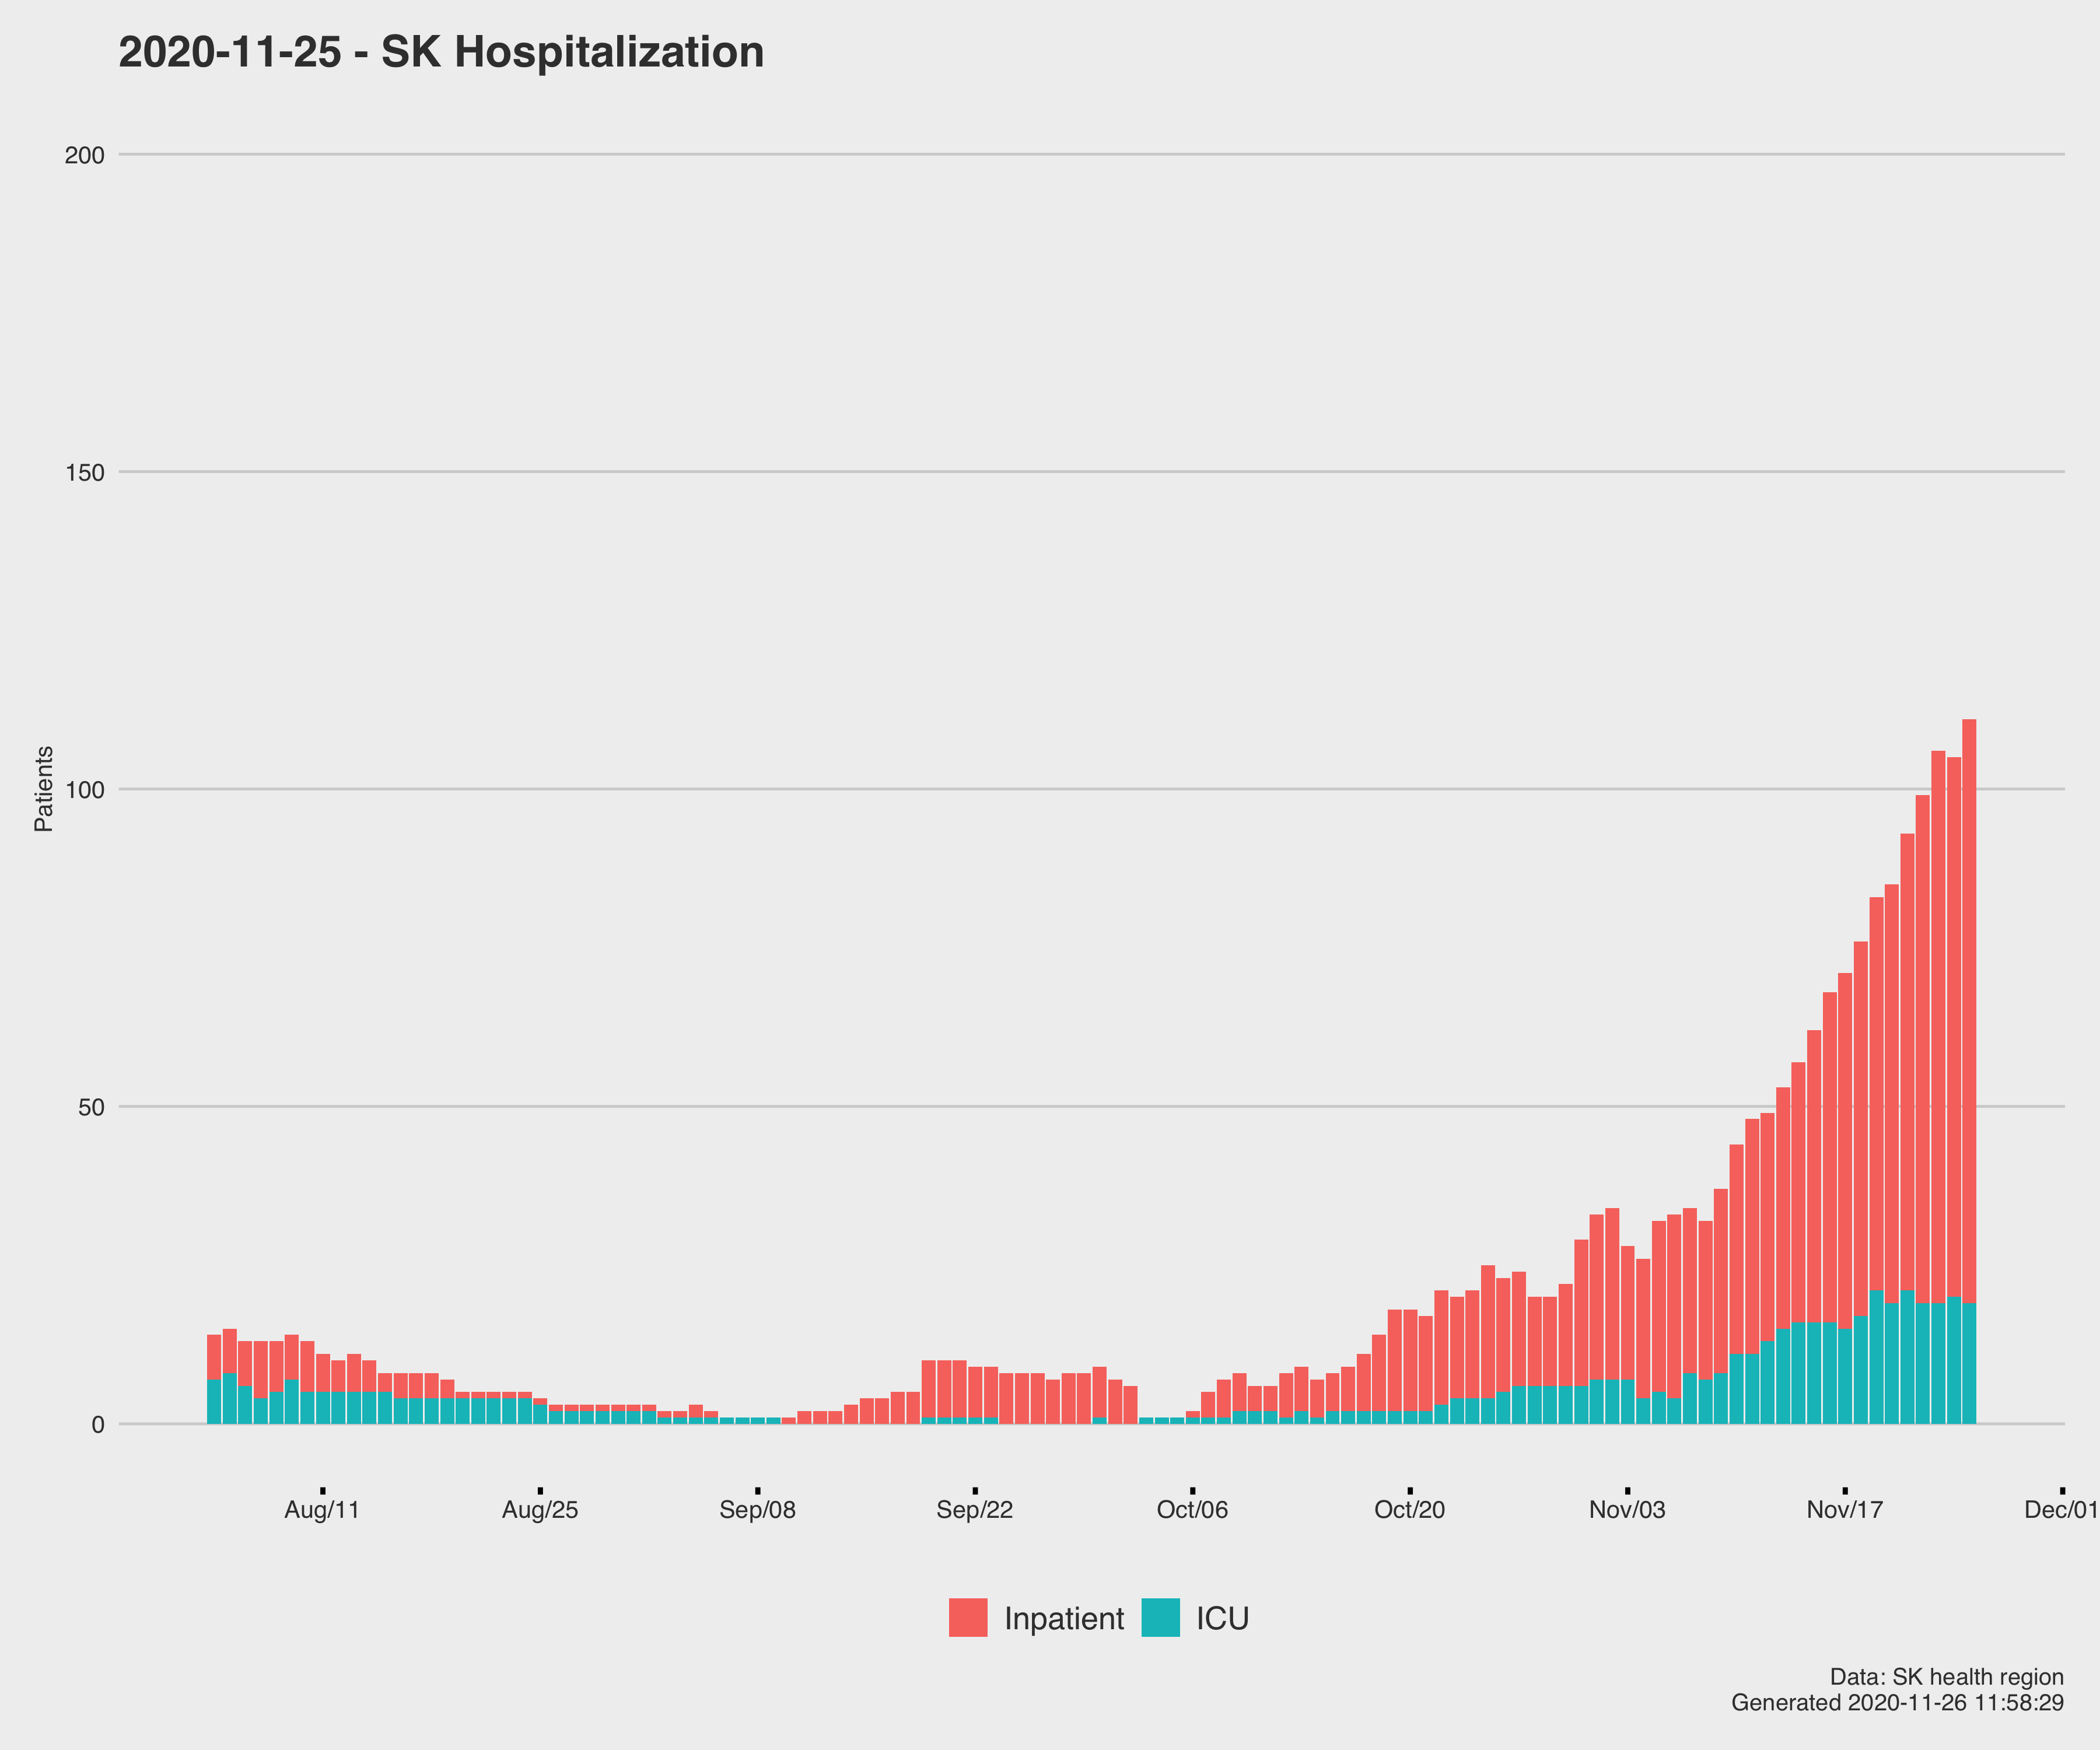 2020-11-25 - SK Hospitalization
200
150
100
50
0
Patients
Aug/11
Aug/25
Sep/08
Sep/22
Oct/06
Oct/20
Nov/03
Nov/17
Dec/01
Inpatient
ICU
Data: SK health region
Generated 2020-11-26 11:58:29